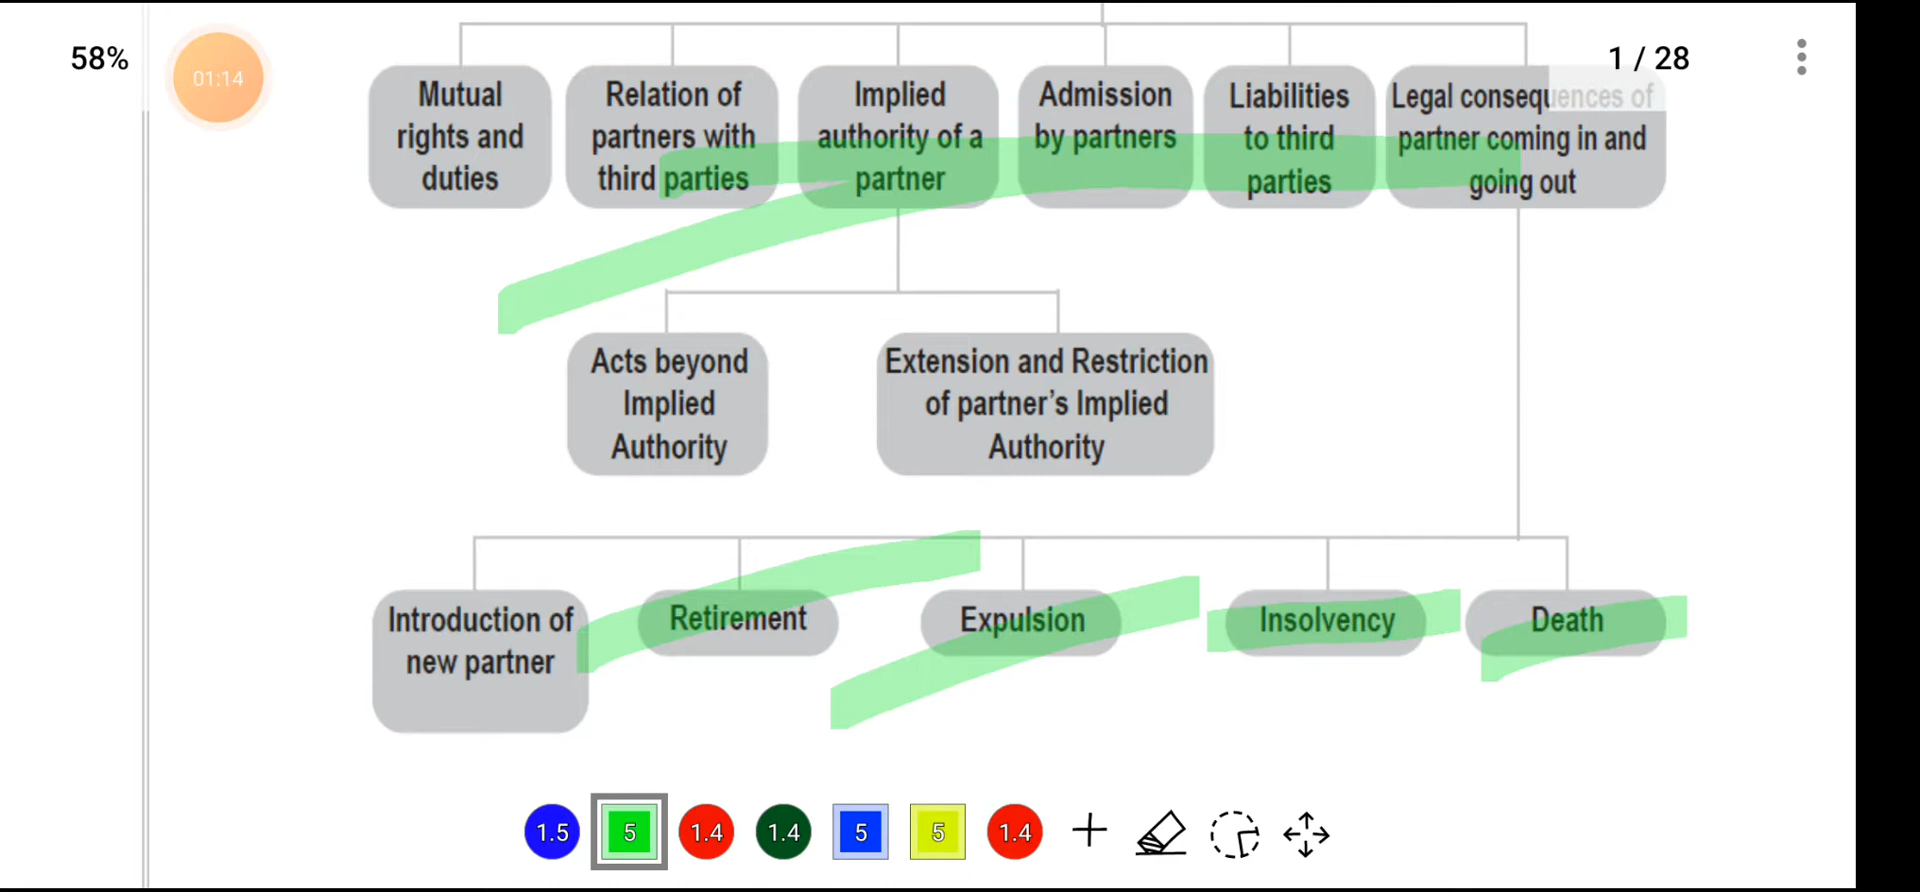 58%
01:14
1 / 28
Mutual
rights and
duties
Relation of
partners with
third parties
Implied
authority of a
partner
Admission
by partners
Liabilities
to third
parties
Legal consequences of
partner coming in and
going out
Acts beyond
Implied
Authority
Extension and Restriction
of partner's Implied
Authority
Introduction of
new partner
Retirement
Expulsion
Insolvency
Death
1.5
5
1.4
1.4
5
5
1.4